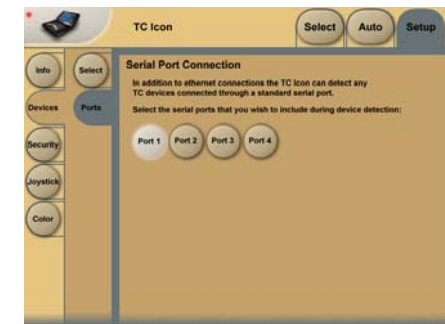 TC Icon
Select
Auto
Setup
Info
Select
Devices
Ports
Security
Joystick
Color
Serial Port Connection
In addition to ethernet connections the TC Icon can detect any
TC devices connected through a standard serial port.
Select the serial ports that you wish to include during device detection:
Port 1
Port 2
Port 3
Port 4